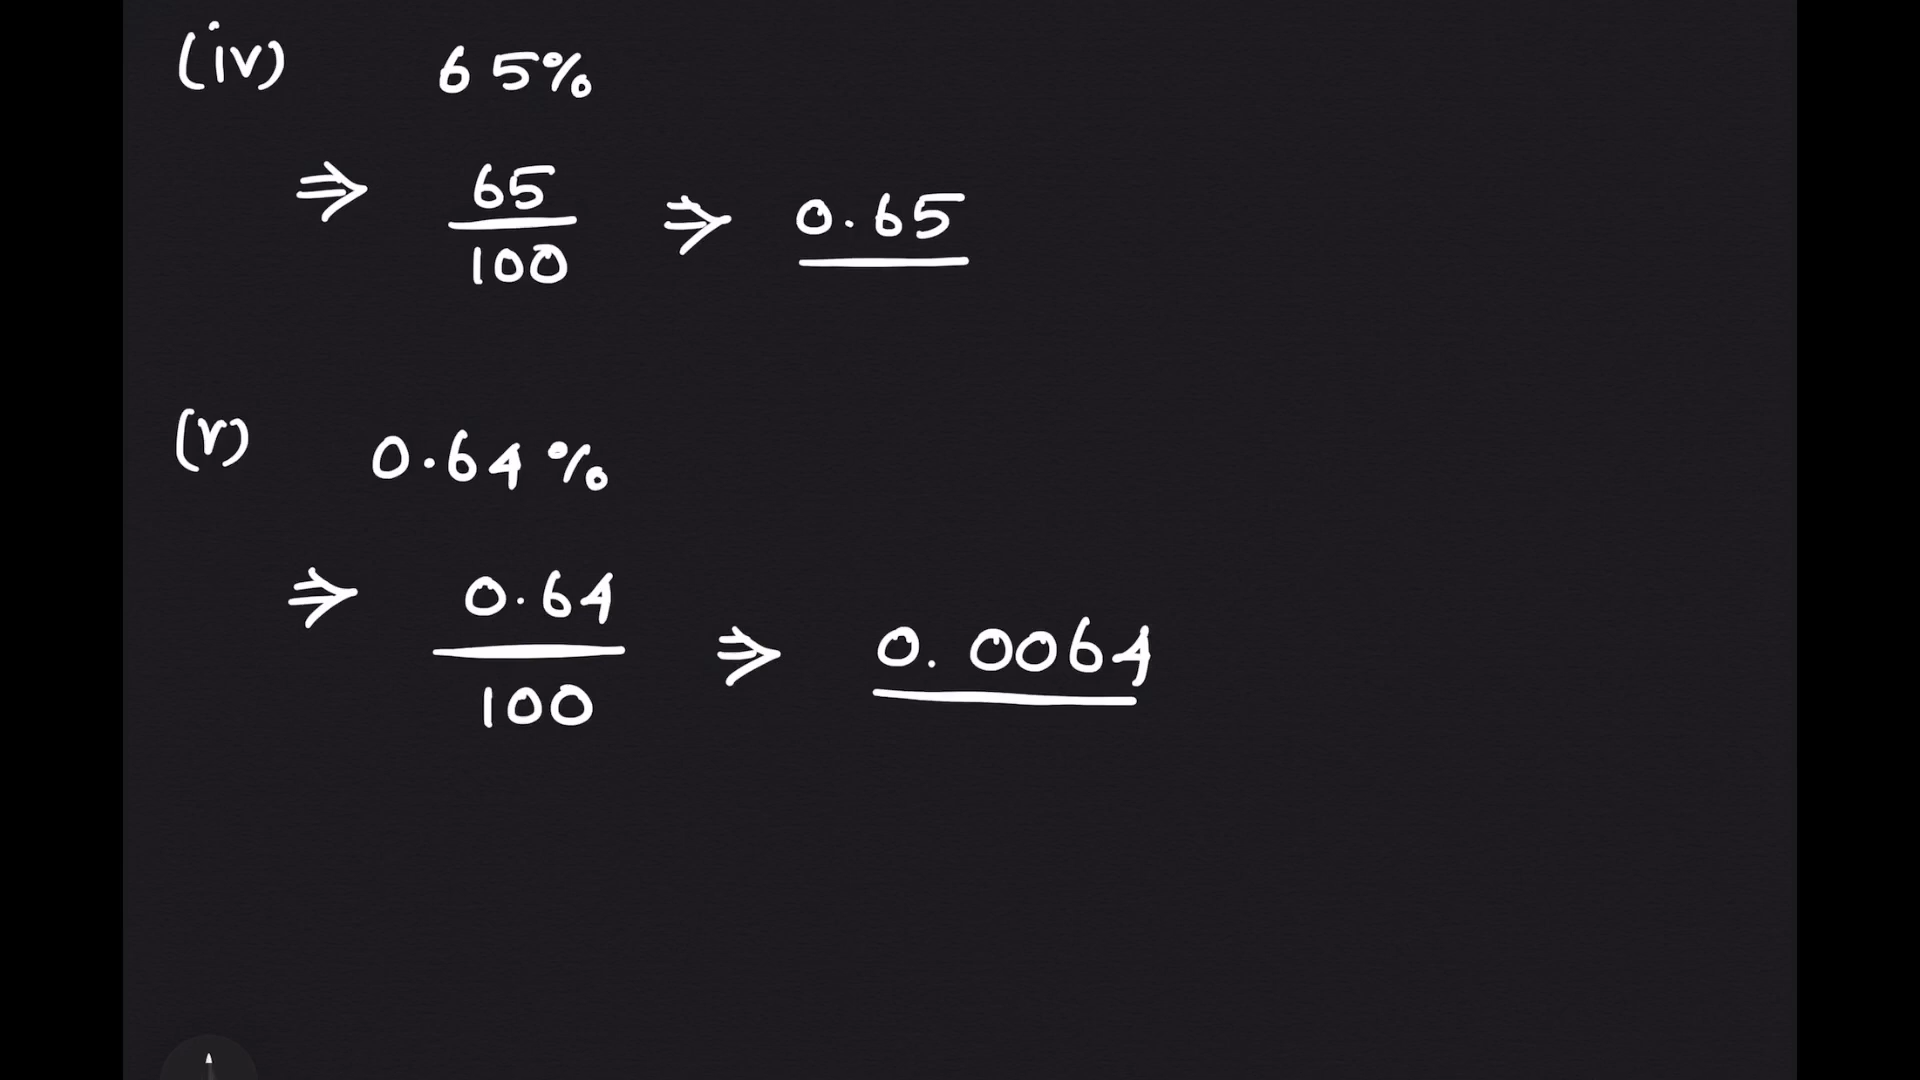 (iv) 65%
⇒ 65/100 ⇒ 0.65
(v) 0.64%
⇒ 0.64/100 ⇒ 0.0064